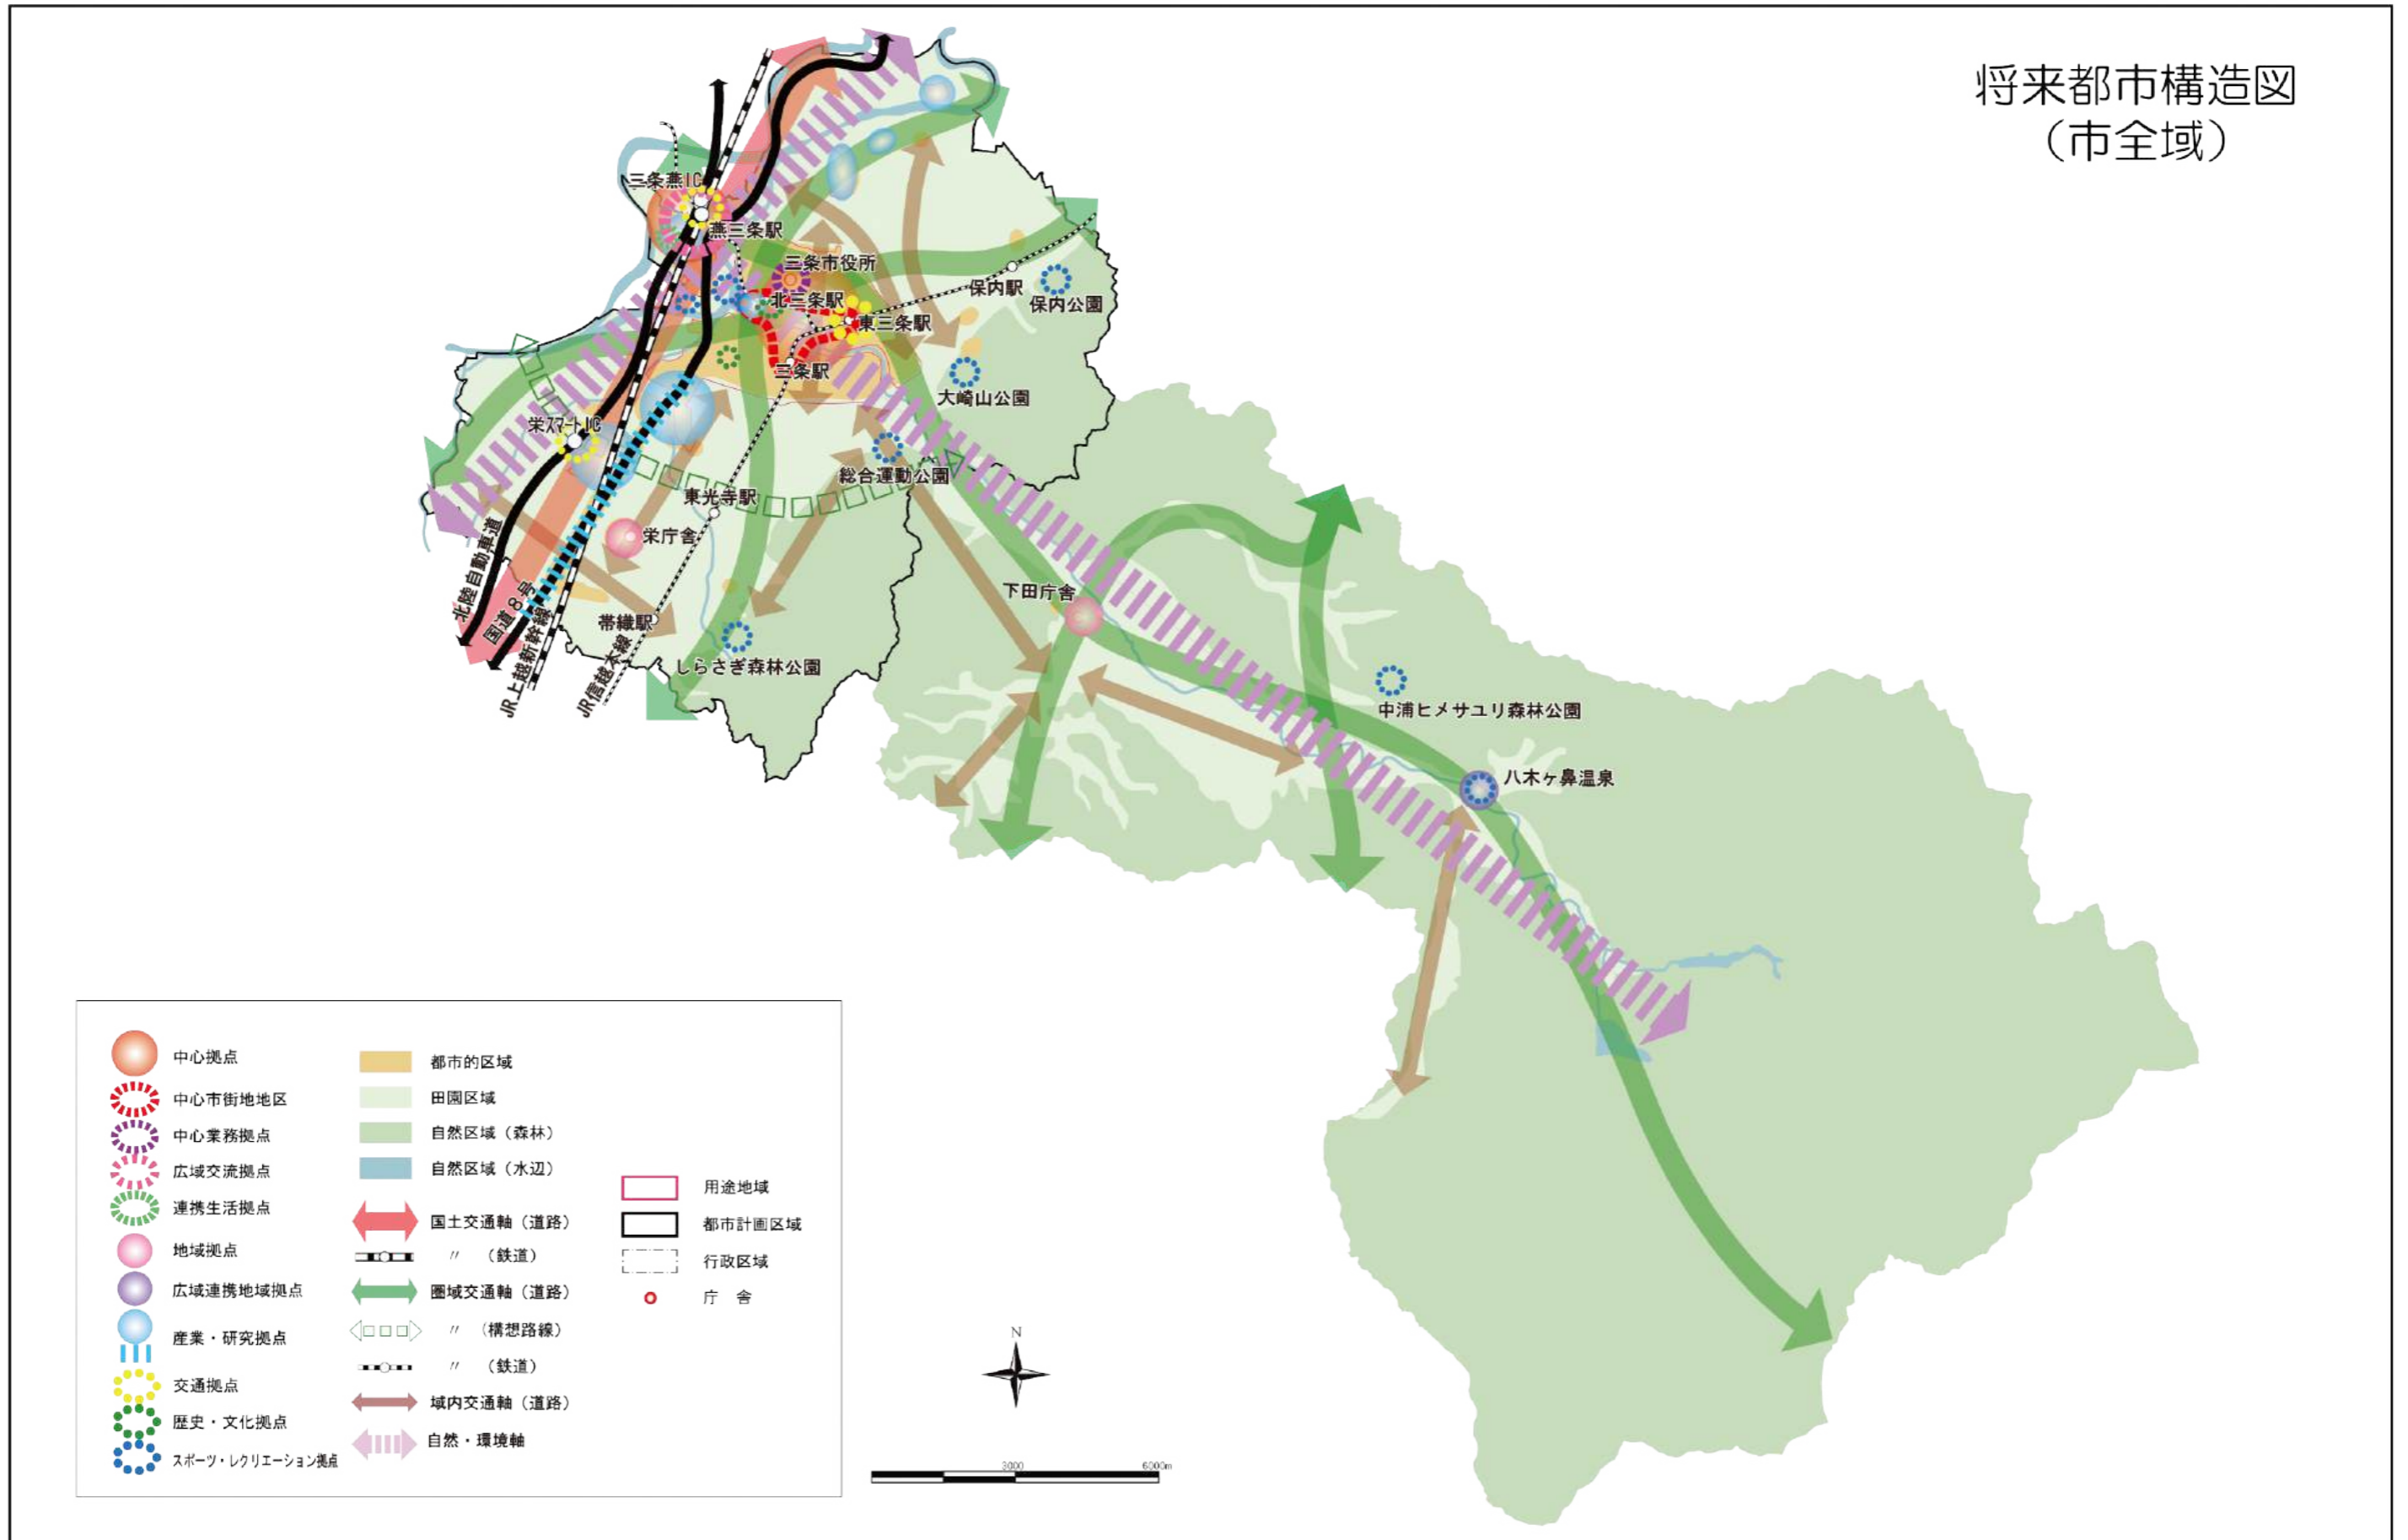 将来都市構造図
（市全域）
三条燕IC
燕三条駅
三条市役所
北三条駅
東三条駅
三条駅
保内駅
保内公園
大崎山公園
栄スマートIC
総合運動公園
東光寺駅
栄庁舎
帯織駅
しらさぎ森林公園
北陸自動車道
国道８号
JR上越新幹線
JR信越本線
下田庁舎
中浦ヒメサユリ森林公園
八木ヶ鼻温泉
中心拠点
中心市街地地区
中心業務拠点
広域交流拠点
連携生活拠点
地域拠点
広域連携地域拠点
産業・研究拠点
交通拠点
歴史・文化拠点
スポーツ・レクリエーション拠点
都市的区域
田園区域
自然区域（森林）
自然区域（水辺）
国土交通軸（道路）
〃 （鉄道）
圏域交通軸（道路）
〃 （構想路線）
〃 （鉄道）
域内交通軸（道路）
自然・環境軸
用途地域
都市計画区域
行政区域
庁 舎
N
3000 6000m